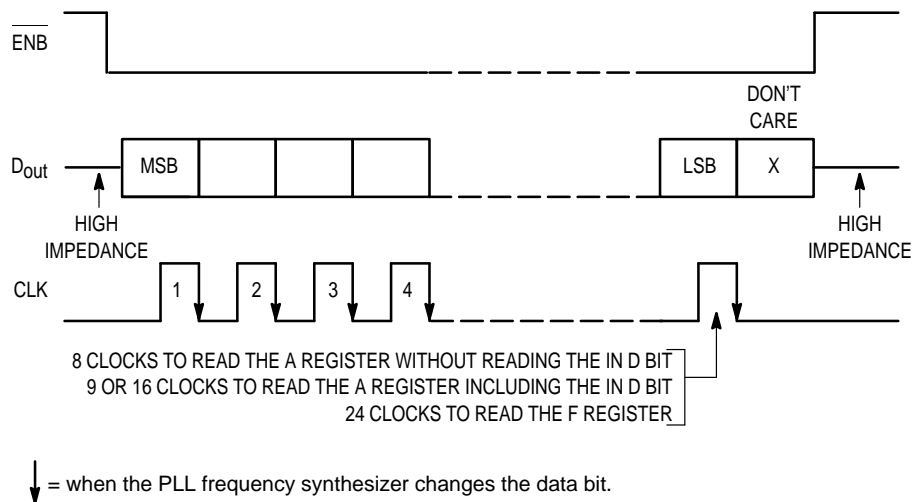 ENB
DON'T
CARE
Dout
MSB
LSB
X
HIGH
IMPEDANCE
HIGH
IMPEDANCE
CLK
1
2
3
4
8 CLOCKS TO READ THE A REGISTER WITHOUT READING THE IN D BIT
9 OR 16 CLOCKS TO READ THE A REGISTER INCLUDING THE IN D BIT
24 CLOCKS TO READ THE F REGISTER
= when the PLL frequency synthesizer changes the data bit.